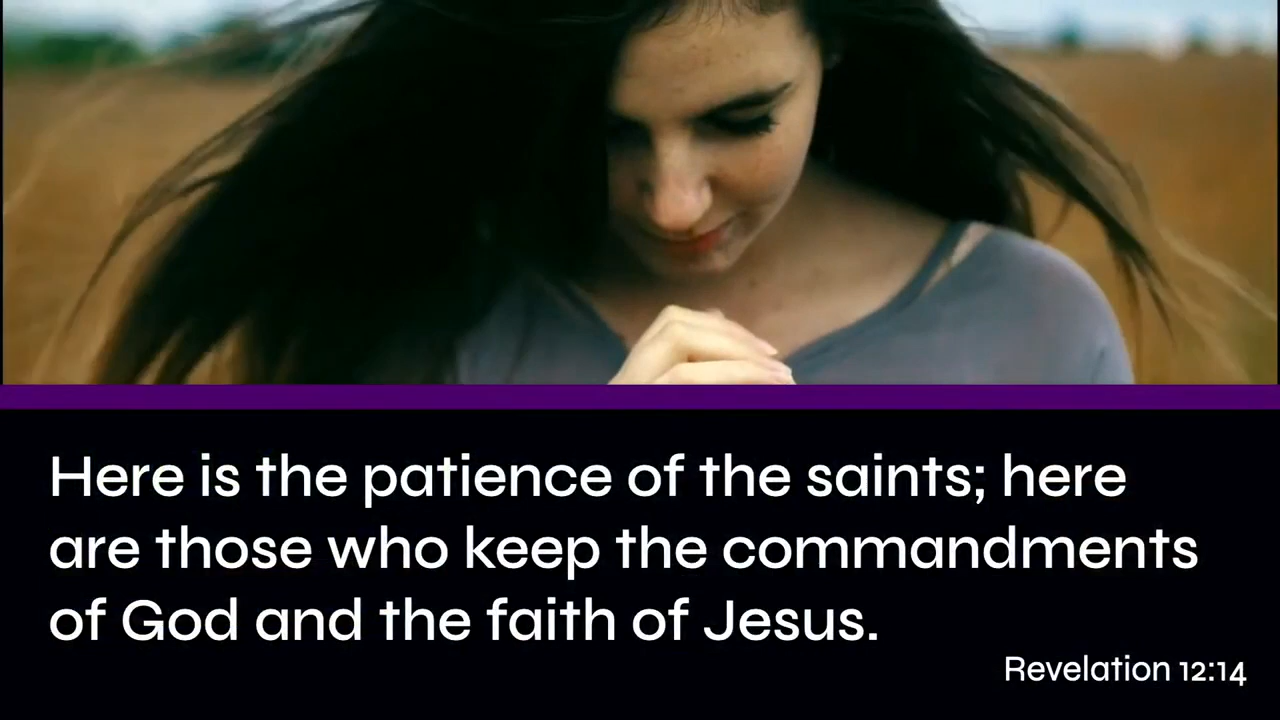 Here is the patience of the saints; here
are those who keep the commandments
of God and the faith of Jesus.
Revelation 12:14